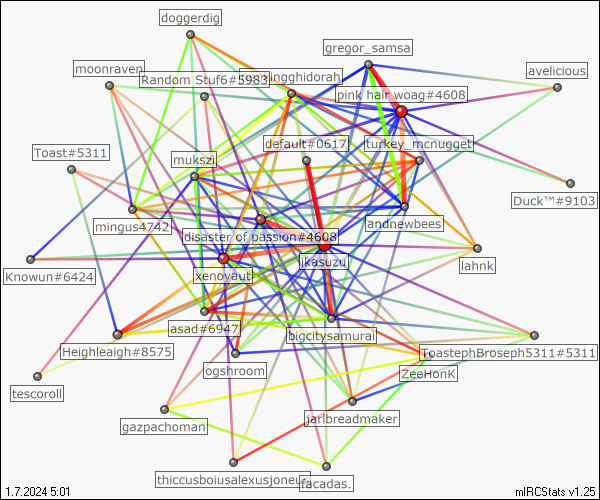 doggerdig
gregor_samsa
moonraven
Random Stuf6#5983
ingghidorah
avelicious
pink hair woag#4608
default#0617
turkey_mcnugget
Toast#5311
mukszi
Duck™#9103
mingus4742
andnewbees
disaster of passion#4608
ikasuzu
lahnk
Knowun#6424
xenoyaut
asad#6947
bigcitysamurai
Heighleaigh#8575
ToastephBroseph5311#5311
ogshroom
ZeeHonk
tescoroll
gazpachoman
jarlbreadmaker
thiccusboiusalexusjoneu
facadas.
1.7.2024 5:01
mIRCStats v1.25